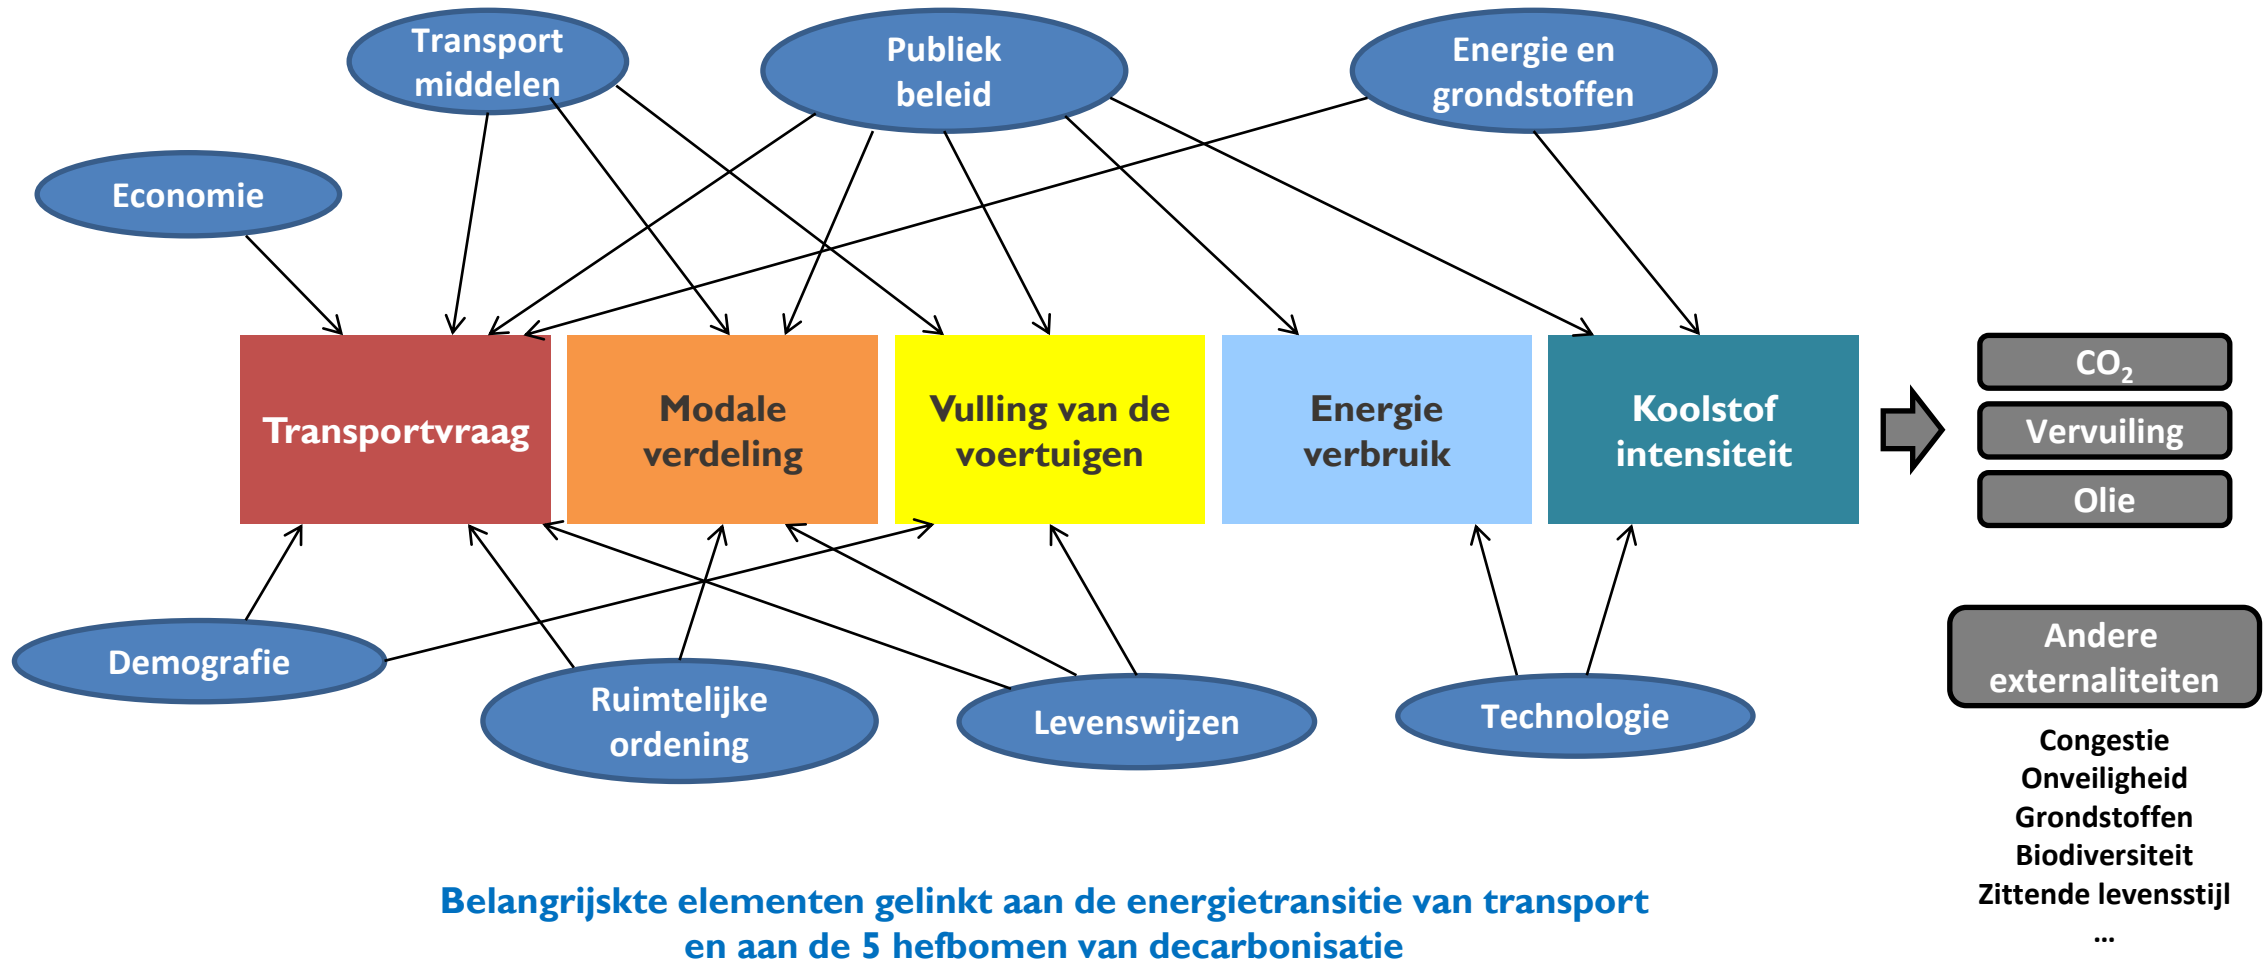 Transport
middelen
Publiek
beleid
Energie en
grondstoffen
Economie
Transportvraag
Modale
verdeling
Vulling van de
voertuigen
Energie
verbruik
Koolstof
intensiteit
CO₂
Vervuiling
Olie
Demografie
Ruimtelijke
ordening
Levenswijzen
Technologie
Andere
externaliteiten
Congestie
Onveiligheid
Grondstoffen
Biodiversiteit
Zittende levensstijl
...
Belangrijskte elementen gelinkt aan de energietransitie van transport
en aan de 5 hefbomen van decarbonisatie